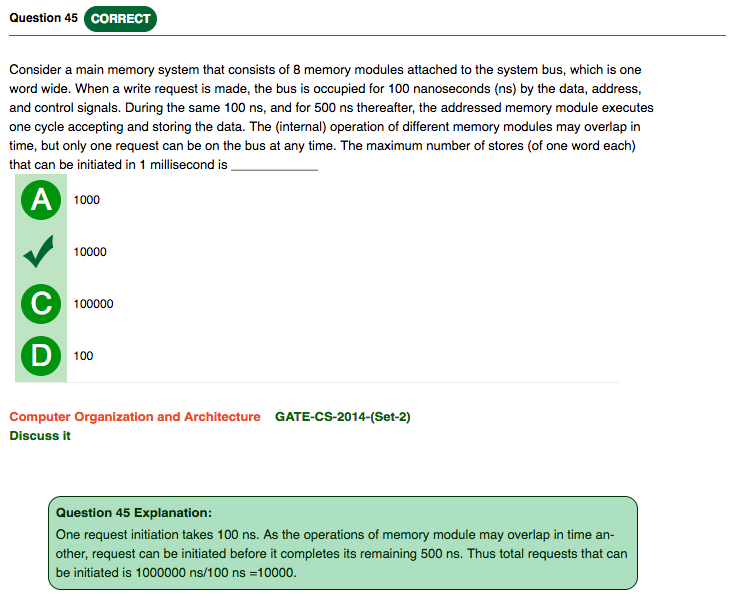 Question 45 CORRECT
Consider a main memory system that consists of 8 memory modules attached to the system bus, which is one
word wide. When a write request is made, the bus is occupied for 100 nanoseconds (ns) by the data, address,
and control signals. During the same 100 ns, and for 500 ns thereafter, the addressed memory module executes
one cycle accepting and storing the data. The (internal) operation of different memory modules may overlap in
time, but only one request can be on the bus at any time. The maximum number of stores (of one word each)
that can be initiated in 1 millisecond is ____________
A 1000
10000
C 100000
D 100
Computer Organization and Architecture GATE-CS-2014-(Set-2)
Discuss it
Question 45 Explanation:
One request initiation takes 100 ns. As the operations of memory module may overlap in time an-
other, request can be initiated before it completes its remaining 500 ns. Thus total requests that can
be initiated is 1000000 ns/100 ns =10000.